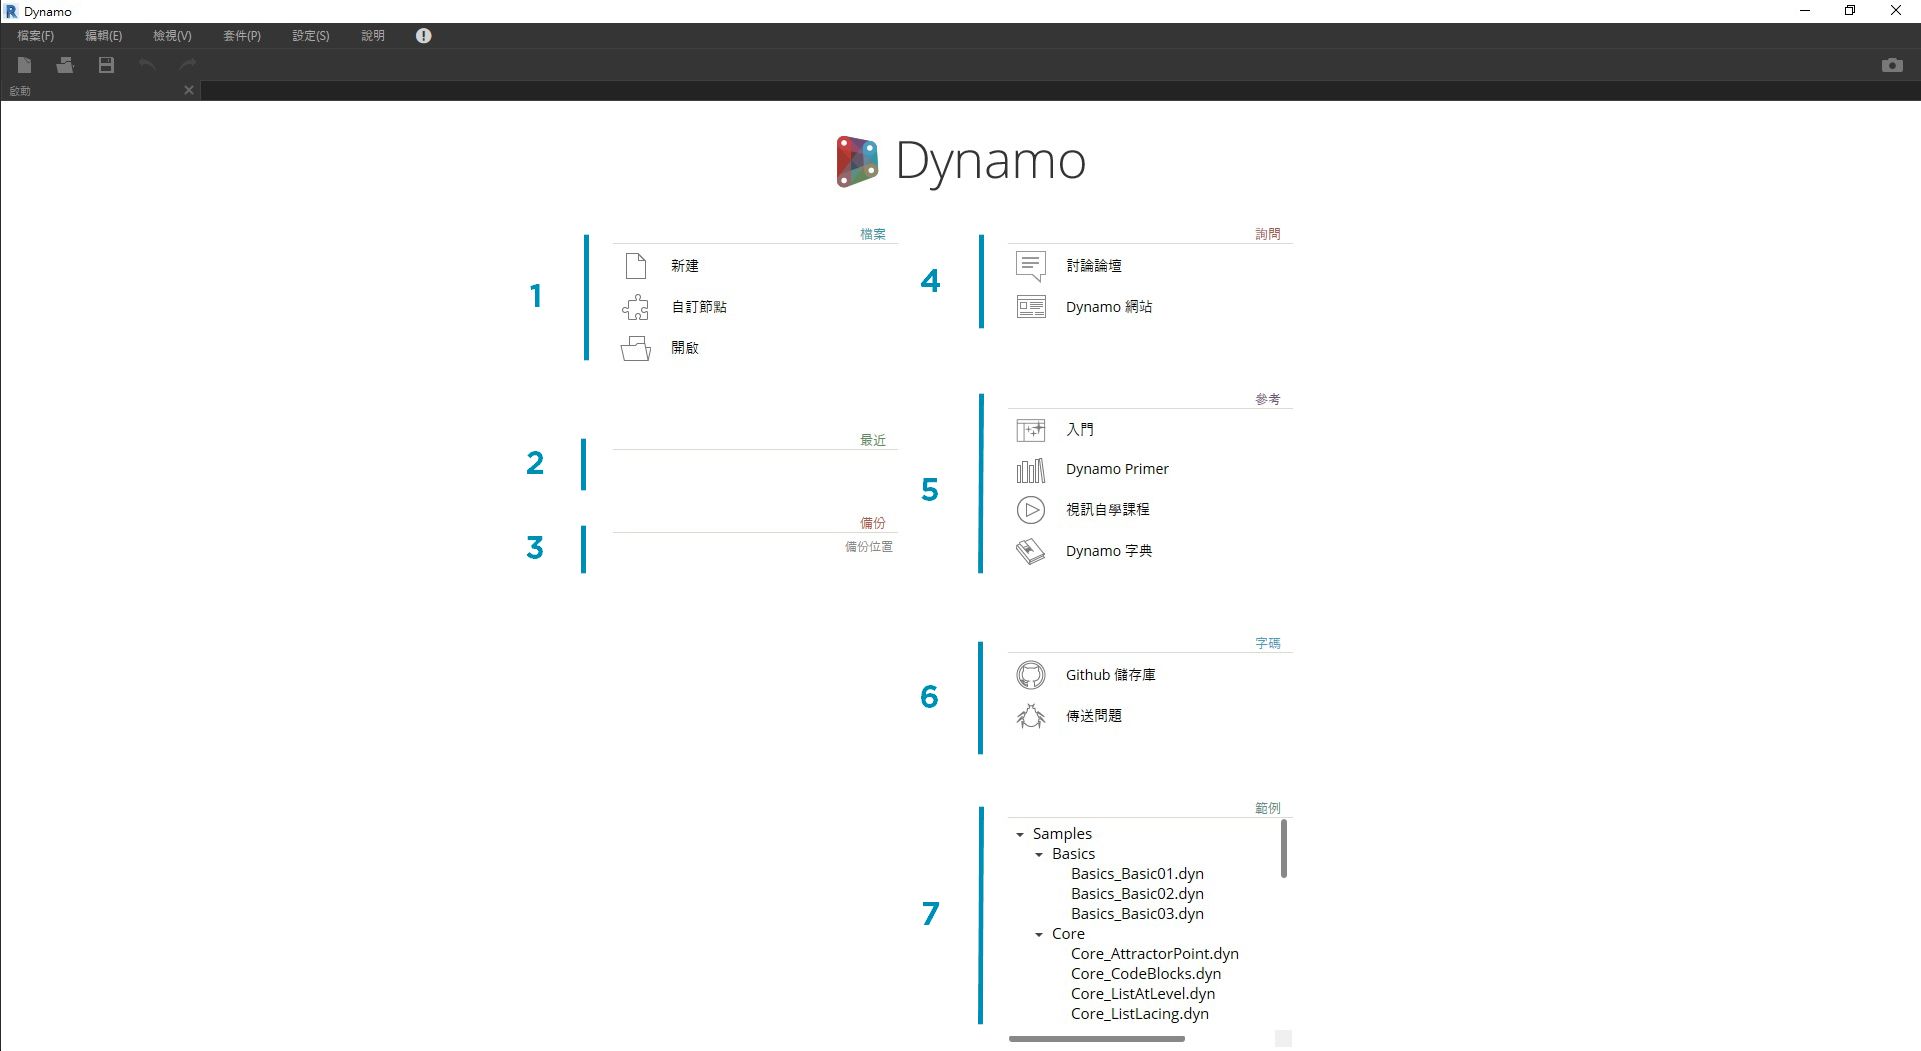 Dynamo
檔案(F) 編輯(E) 檢視(V) 套件(P) 設定(S) 說明
啟動
Dynamo
1
檔案
新建
自訂節點
開啟
2
最近
3
備份
備份位置
4
詢問
討論論壇
Dynamo 網站
5
參考
入門
Dynamo Primer
視訊自學課程
Dynamo 字典
6
字碼
Github 儲存庫
傳送問題
7
範例
Samples
Basics
Basics_Basic01.dyn
Basics_Basic02.dyn
Basics_Basic03.dyn
Core
Core_AttractorPoint.dyn
Core_CodeBlocks.dyn
Core_ListAtLevel.dyn
Core_ListLacing.dyn